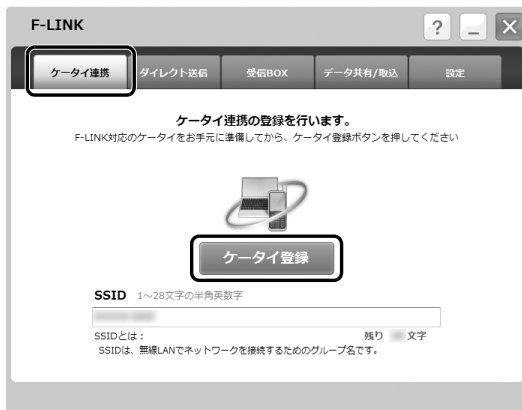 F-LINK
? _ ×
ケータイ連携 ダイレクト送信 受信BOX データ共有/取込 設定
ケータイ連携の登録を行います。
F-LINK対応のケータイをお手元に準備してから、ケータイ登録ボタンを押してください
ケータイ登録
SSID 1～28文字の半角英数字
SSIDとは： 残り 文字
SSIDは、無線LANでネットワークを接続するためのグループ名です。